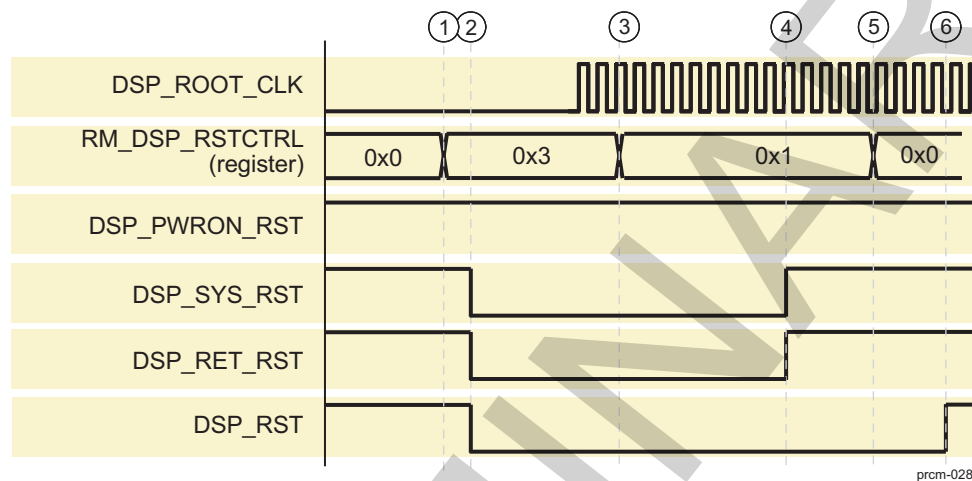 1 2 3 4 5 6
DSP_ROOT_CLK
RM_DSP_RSTCTRL
(register)
0x0 0x3 0x1 0x0
DSP_PWRON_RST
DSP_SYS_RST
DSP_RET_RST
DSP_RST
prcm-028